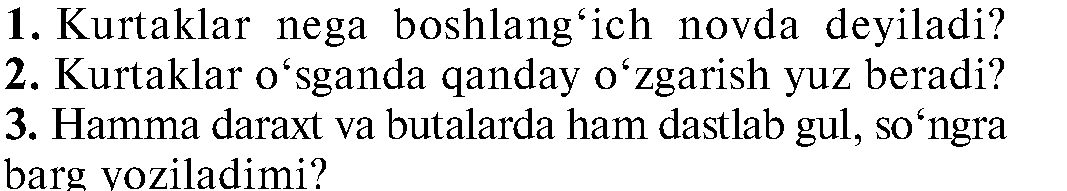 1. Kurtaklar nega boshlang‘ich novda deyiladi?
2. Kurtaklar o‘sganda qanday o‘zgarish yuz beradi?
3. Hamma daraxt va butalarda ham dastlab gul, so‘ngra
barg yoziladimi?